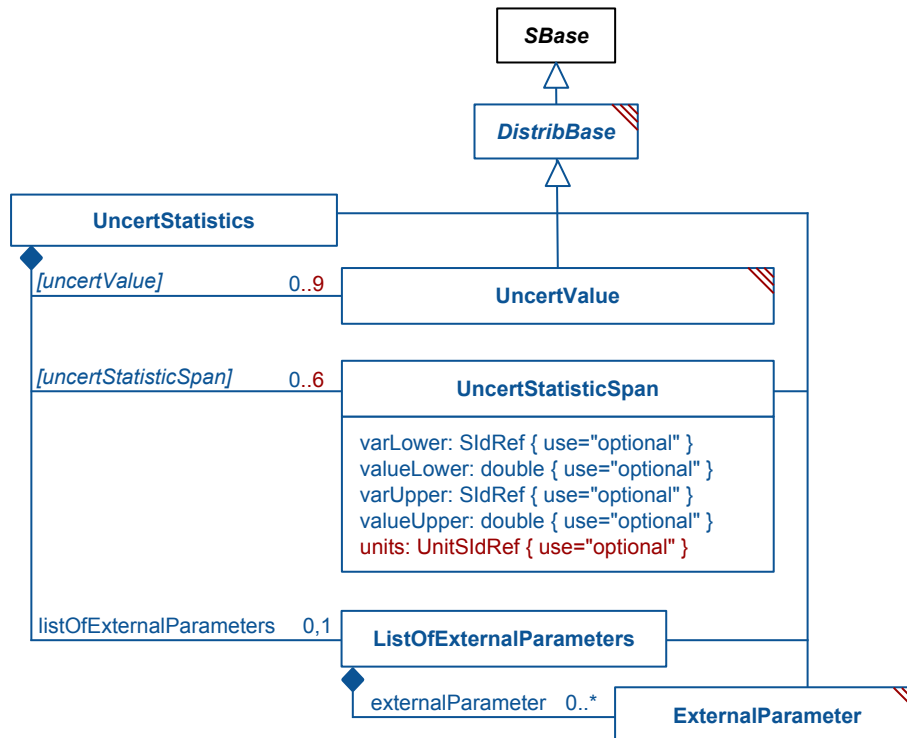 SBase
DistribBase
UncertStatistics
[uncertValue] 0..9
UncertValue
[uncertStatisticSpan] 0..6
UncertStatisticSpan
varLower: SIdRef { use="optional" }
valueLower: double { use="optional" }
varUpper: SIdRef { use="optional" }
valueUpper: double { use="optional" }
units: UnitSIdRef { use="optional" }
listOfExternalParameters 0,1
ListOfExternalParameters
externalParameter 0..*
ExternalParameter